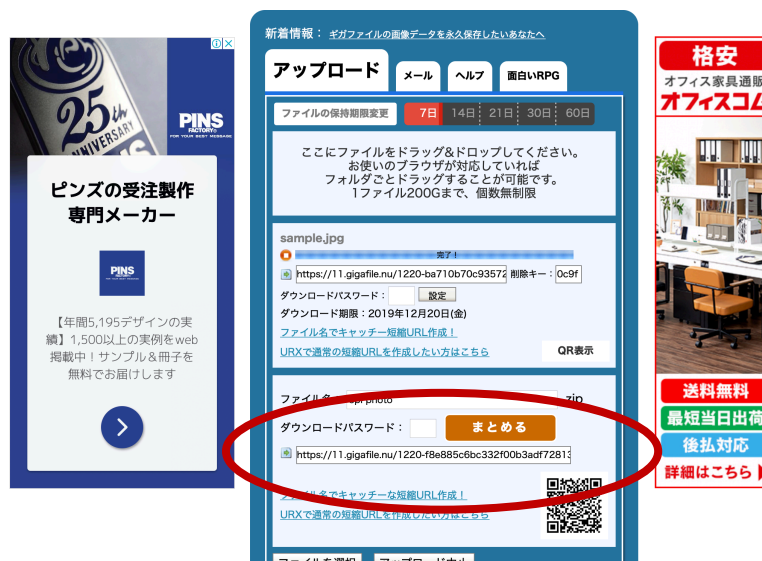 新着情報： ギガファイルの画像データを永久保存したいあなたへ
アップロード
メール
ヘルプ
面白いRPG
ファイルの保持期限変更
7日
14日
21日
30日
60日
ここにファイルをドラッグ&ドロップしてください。
お使いのブラウザが対応していれば
フォルダごとドラッグすることが可能です。
1ファイル200Gまで、個数無制限
sample.jpg
完了！
https://11.gigafile.nu/1220-ba710b70c93572
削除キー：
0c9f
ダウンロードパスワード：
設定
ダウンロード期限：2019年12月20日(金)
ファイル名でキャッチー短縮URL作成！
URXで通常の短縮URLを作成したい方はこちら
QR表示
ファイル名
photo
.zip
ダウンロードパスワード：
まとめる
https://11.gigafile.nu/1220-f8e885c6bc332f00b3adf72813
ファイル名でキャッチーな短縮URL作成！
URXで通常の短縮URLを作成したい方はこちら
ファイルを選択
25th
ANNIVERSARY
PINS
FACTORY
FOR YOUR BEST MESSAGE
ピンズの受注製作
専門メーカー
PINS
【年間5,195デザインの実
績】1,500以上の実例をweb
掲載中！サンプル＆冊子を
無料でお届けします
格安
オフィス家具通販
オフィスコム
送料無料
最短当日出荷
後払対応
詳細はこちら